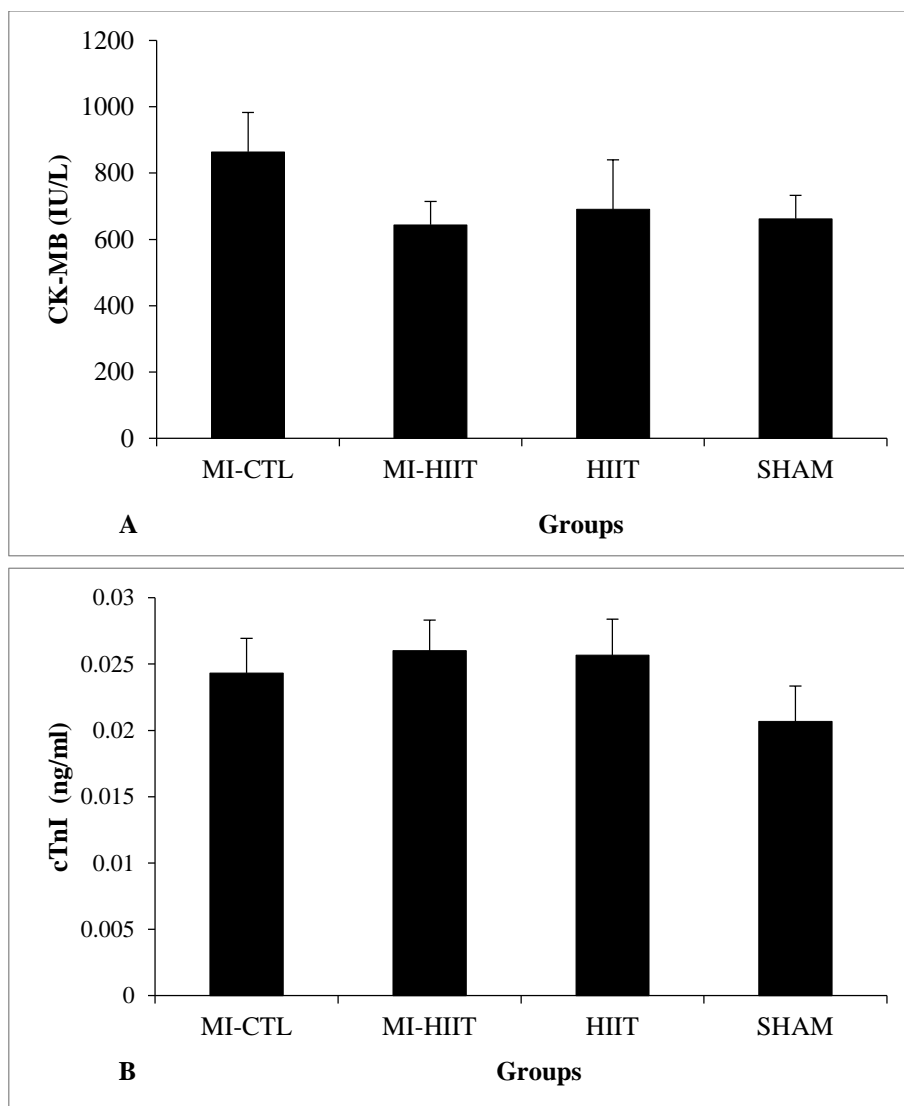 1200
1000
800
600
400
200
0
CK-MB (IU/L)
MI-CTL MI-HIIT HIIT SHAM
A Groups
0.03
0.025
0.02
0.015
0.01
0.005
0
cTnI (ng/ml)
MI-CTL MI-HIIT HIIT SHAM
B Groups